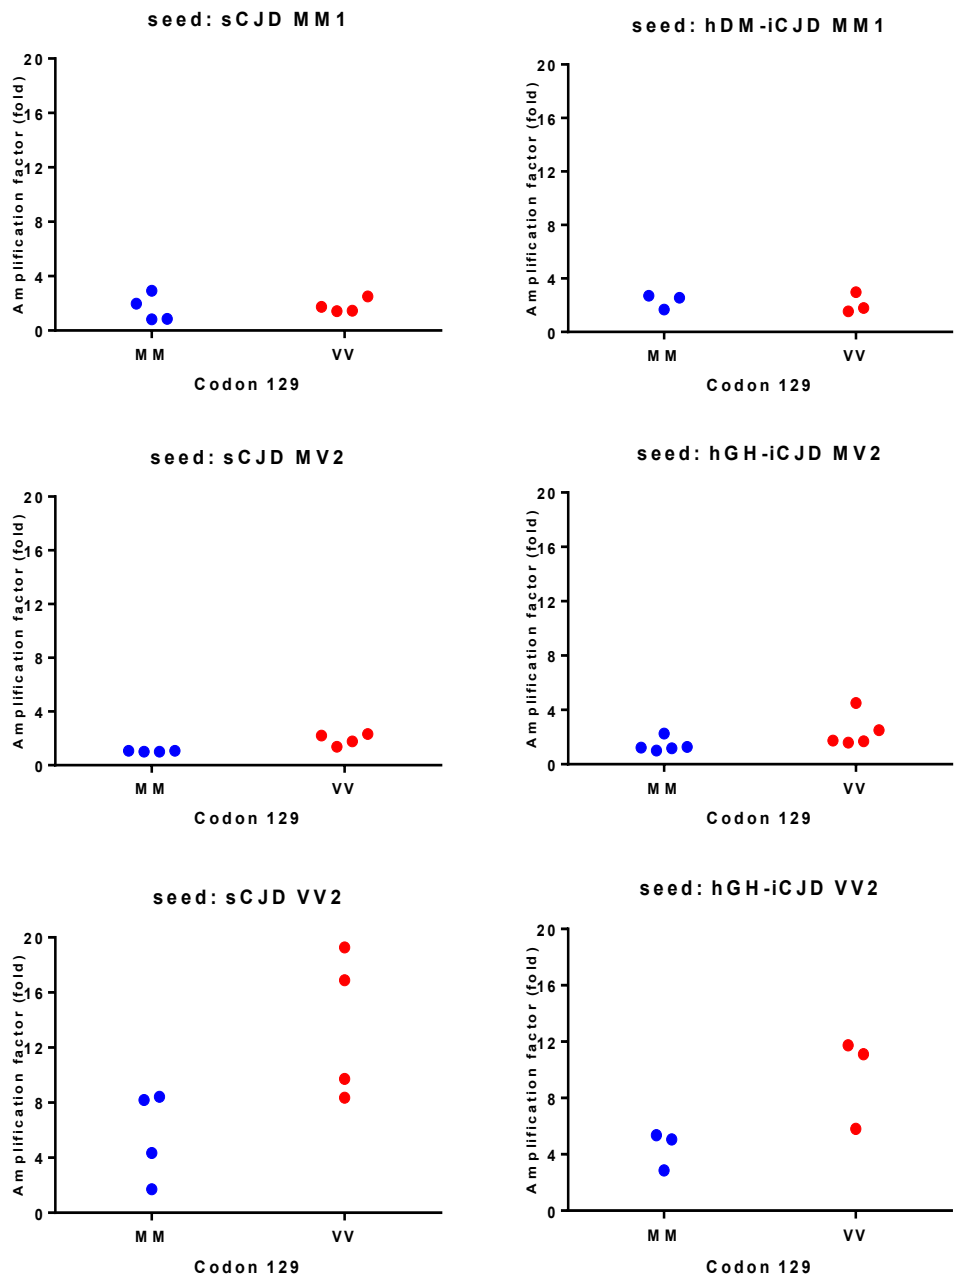 seed: sCJD MM1
Amplification factor (fold)
20
16
12
8
4
0
MM
VV
Codon 129
seed: hDM-iCJD MM1
Amplification factor (fold)
20
16
12
8
4
0
MM
VV
Codon 129
seed: sCJD MV2
Amplification factor (fold)
20
16
12
8
4
0
MM
VV
Codon 129
seed: hGH-iCJD MV2
Amplification factor (fold)
20
16
12
8
4
0
MM
VV
Codon 129
seed: sCJD VV2
Amplification factor (fold)
20
16
12
8
4
0
MM
VV
Codon 129
seed: hGH-iCJD VV2
Amplification factor (fold)
20
16
12
8
4
0
MM
VV
Codon 129